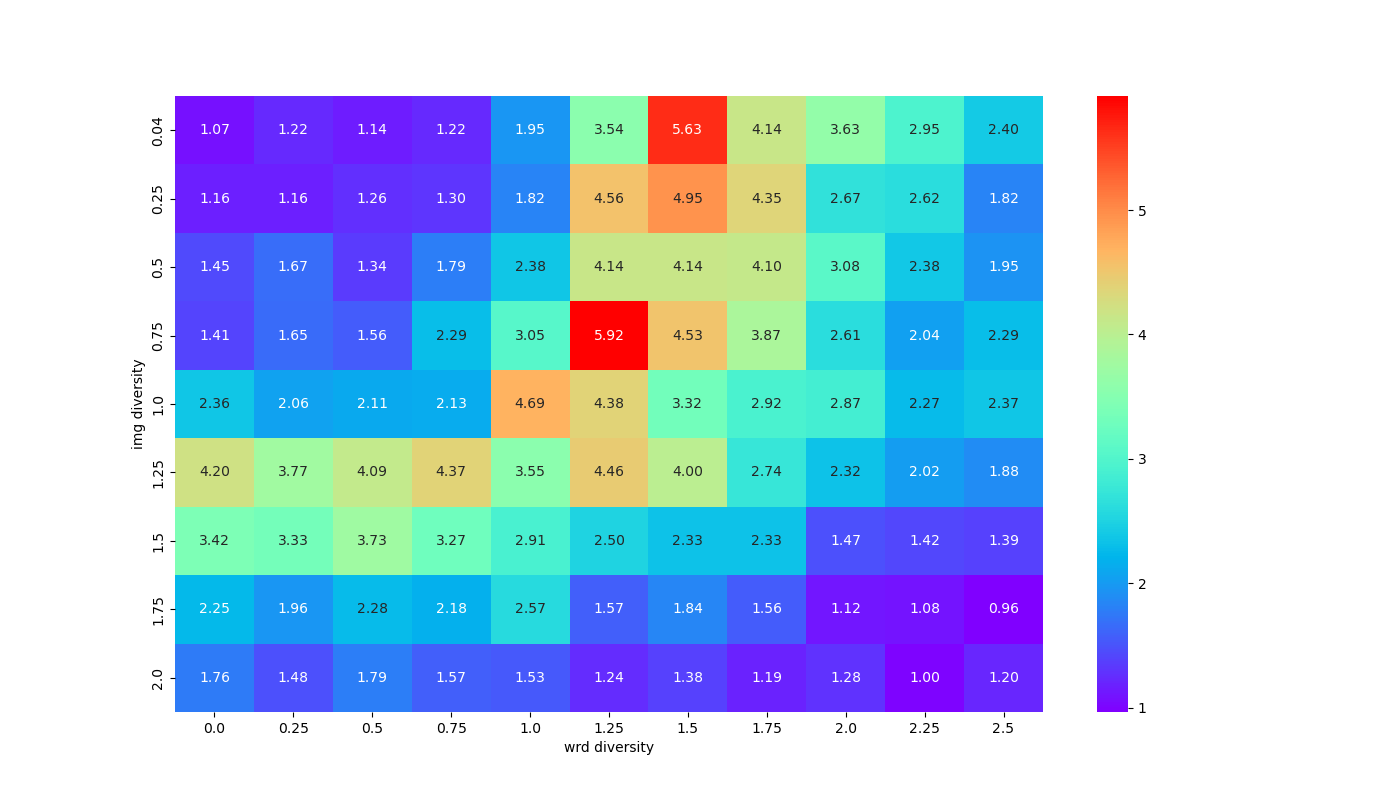 0.04 1.07 1.22 1.14 1.22 1.95 3.54 5.63 4.14 3.63 2.95 2.40
0.25 1.16 1.16 1.26 1.30 1.82 4.56 4.95 4.35 2.67 2.62 1.82
0.5 1.45 1.67 1.34 1.79 2.38 4.14 4.14 4.10 3.08 2.38 1.95
0.75 1.41 1.65 1.56 2.29 3.05 5.92 4.53 3.87 2.61 2.04 2.29
1.0 2.36 2.06 2.11 2.13 4.69 4.38 3.32 2.92 2.87 2.27 2.37
1.25 4.20 3.77 4.09 4.37 3.55 4.46 4.00 2.74 2.32 2.02 1.88
1.5 3.42 3.33 3.73 3.27 2.91 2.50 2.33 2.33 1.47 1.42 1.39
1.75 2.25 1.96 2.28 2.18 2.57 1.57 1.84 1.56 1.12 1.08 0.96
2.0 1.76 1.48 1.79 1.57 1.53 1.24 1.38 1.19 1.28 1.00 1.20
0.0 0.25 0.5 0.75 1.0 1.25 1.5 1.75 2.0 2.25 2.5
wrd diversity
img diversity
5
4
3
2
1